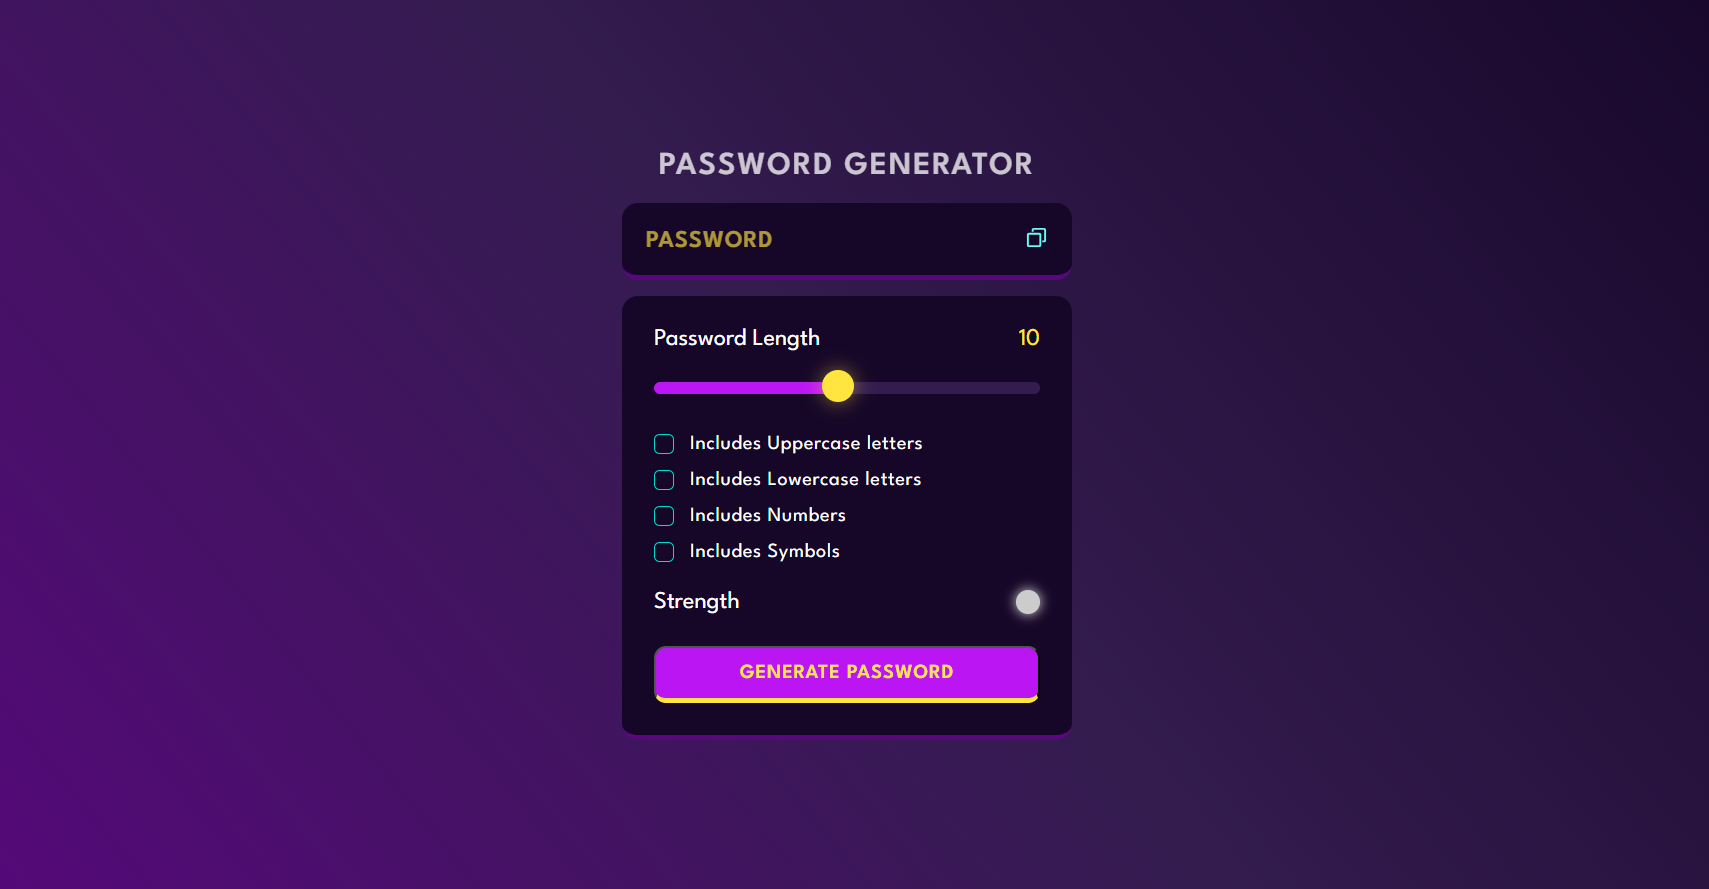 PASSWORD GENERATOR
PASSWORD
Password Length 10
Includes Uppercase letters
Includes Lowercase letters
Includes Numbers
Includes Symbols
Strength
GENERATE PASSWORD